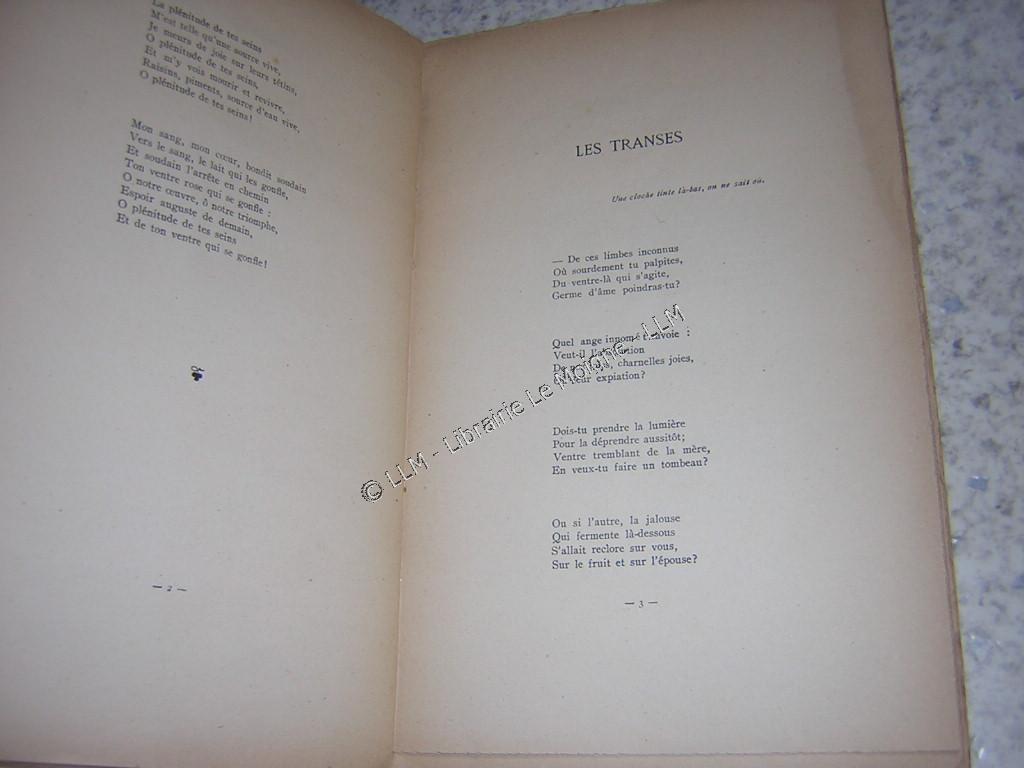 La plénitude de tes seins
M'est telle qu'une source vive,
Je meurs de joie sur leurs tétins,
O plénitude de tes seins,
Et m'y vois mourir et revivre,
Raisins, piments, source d'eau vive,
O plénitude de tes seins!
Mon sang, mon cœur, bondit soudain
Vers le sang, le lait qui les gonfle,
Et soudain l'arrête en chemin
Ton ventre rose qui se gonfle :
O notre œuvre, ô notre triomphe,
Espoir auguste de demain,
O plénitude de tes seins
Et de ton ventre qui se gonfle!
— 2 —
LES TRANSES
Une cloche tinte là-bas, on ne sait où.
— De ces limbes inconnus
Où sourdement tu palpites,
Du ventre-là qui s'agite,
Germe d'âme poindras-tu?
Quel ange innomé t'envoie :
Veut-il
charnelles joies,
leur expiation?
Dois-tu prendre la lumière
Pour la déprendre aussitôt;
Ventre tremblant de la mère,
En veux-tu faire un tombeau?
Ou si l'autre, la jalouse
Qui fermente là-dessous
S'allait reclore sur vous,
Sur le fruit et sur l'épouse?
— 3 —
© LLM - Librairie Le Moigne - LLM